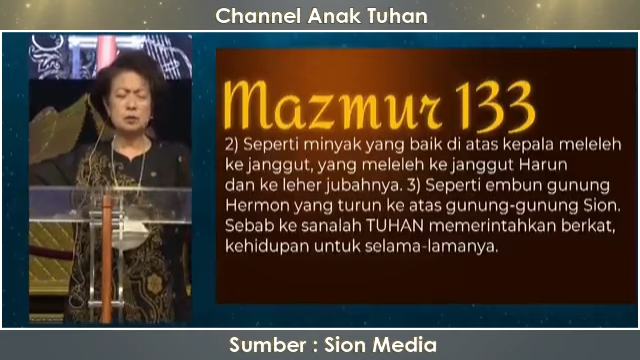 Channel Anak Tuhan
Mazmur 133
2) Seperti minyak yang baik di atas kepala meleleh
ke janggut, yang meleleh ke janggut Harun
dan ke leher jubahnya. 3) Seperti embun gunung
Hermon yang turun ke atas gunung-gunung Sion.
Sebab ke sanalah TUHAN memerintahkan berkat,
kehidupan untuk selama-lamanya.
Sumber : Sion Media